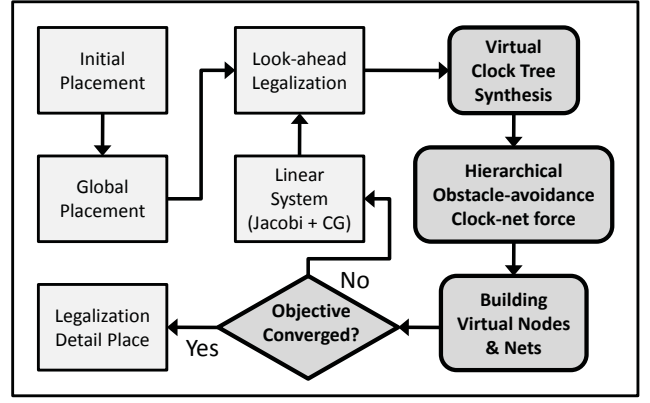 Initial
Placement
Global
Placement
Look-ahead
Legalization
Linear
System
(Jacobi + CG)
Virtual
Clock Tree
Synthesis
Hierarchical
Obstacle-avoidance
Clock-net force
Building
Virtual Nodes
& Nets
Objective
Converged?
No
Yes
Legalization
Detail Place